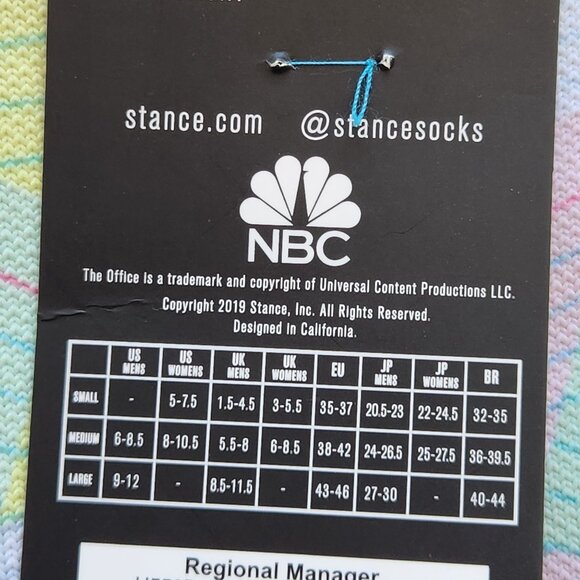 stance.com @stancesocks
NBC
The Office is a trademark and copyright of Universal Content Productions LLC.
Copyright 2019 Stance, Inc. All Rights Reserved.
Designed in California.
US MENS US WOMENS UK MENS UK WOMENS EU JP MENS JP WOMENS BR
SMALL - 5-7.5 1.5-4.5 3-5.5 35-37 20.5-23 22-24.5 32-35
MEDIUM 6-8.5 8-10.5 5.5-8 6-8.5 38-42 24-26.5 25-27.5 36-39.5
LARGE 9-12 - 8.5-11.5 - 43-46 27-30 - 40-44
Regional Manager